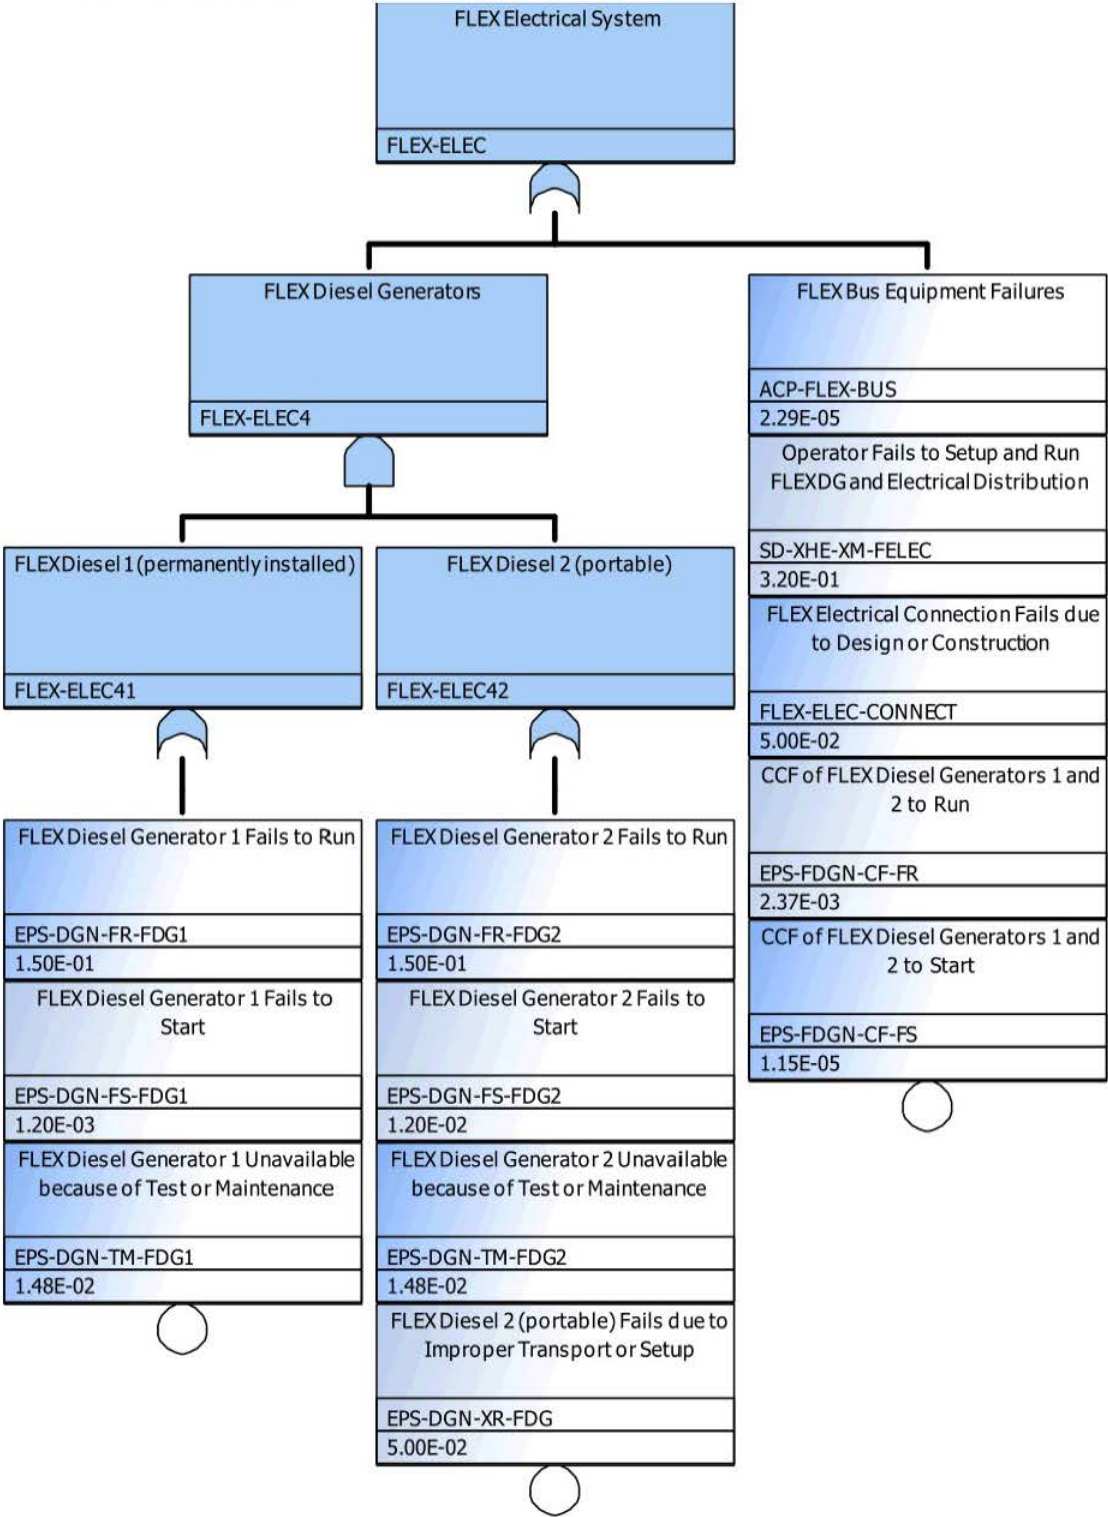 FLEX Electrical System
FLEX-ELEC
FLEX Diesel Generators
FLEX-ELEC4
FLEX Diesel 1 (permanently installed)
FLEX-ELEC41
FLEX Diesel Generator 1 Fails to Run
EPS-DGN-FR-FDG1
1.50E-01
FLEX Diesel Generator 1 Fails to
Start
EPS-DGN-FS-FDG1
1.20E-03
FLEX Diesel Generator 1 Unavailable
because of Test or Maintenance
EPS-DGN-TM-FDG1
1.48E-02
FLEX Diesel 2 (portable)
FLEX-ELEC42
FLEX Diesel Generator 2 Fails to Run
EPS-DGN-FR-FDG2
1.50E-01
FLEX Diesel Generator 2 Fails to
Start
EPS-DGN-FS-FDG2
1.20E-02
FLEX Diesel Generator 2 Unavailable
because of Test or Maintenance
EPS-DGN-TM-FDG2
1.48E-02
FLEX Diesel 2 (portable) Fails due to
Improper Transport or Setup
EPS-DGN-XR-FDG
5.00E-02
FLEX Bus Equipment Failures
ACP-FLEX-BUS
2.29E-05
Operator Fails to Setup and Run
FLEXDG and Electrical Distribution
SD-XHE-XM-FELEC
3.20E-01
FLEX Electrical Connection Fails due
to Design or Construction
FLEX-ELEC-CONNECT
5.00E-02
CCF of FLEX Diesel Generators 1 and
2 to Run
EPS-FDGN-CF-FR
2.37E-03
CCF of FLEX Diesel Generators 1 and
2 to Start
EPS-FDGN-CF-FS
1.15E-05